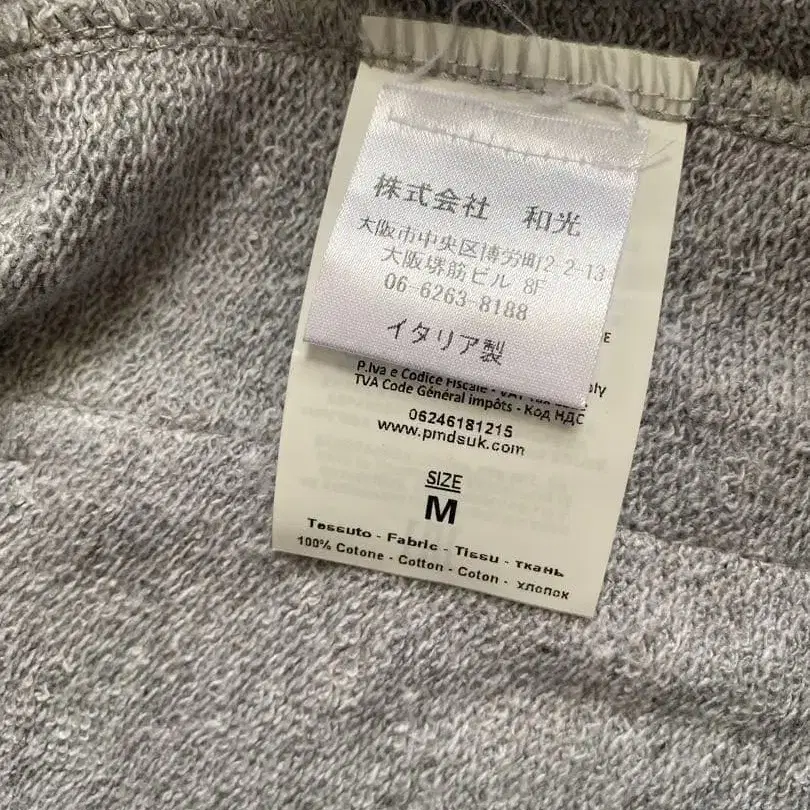 株式会社 和光
大阪市中央区博労町2-2-13
大阪堺筋ビル 8F
06-6263-8188
イタリア製
P.Iva e Codice Fiscale -
TVA Code Général impôts - Код НДС
06246181215
www.pmdsuk.com
SIZE
M
Tessuto - Fabric - Tissu - ткань
100% Cotone - Cotton - Coton - хлопок